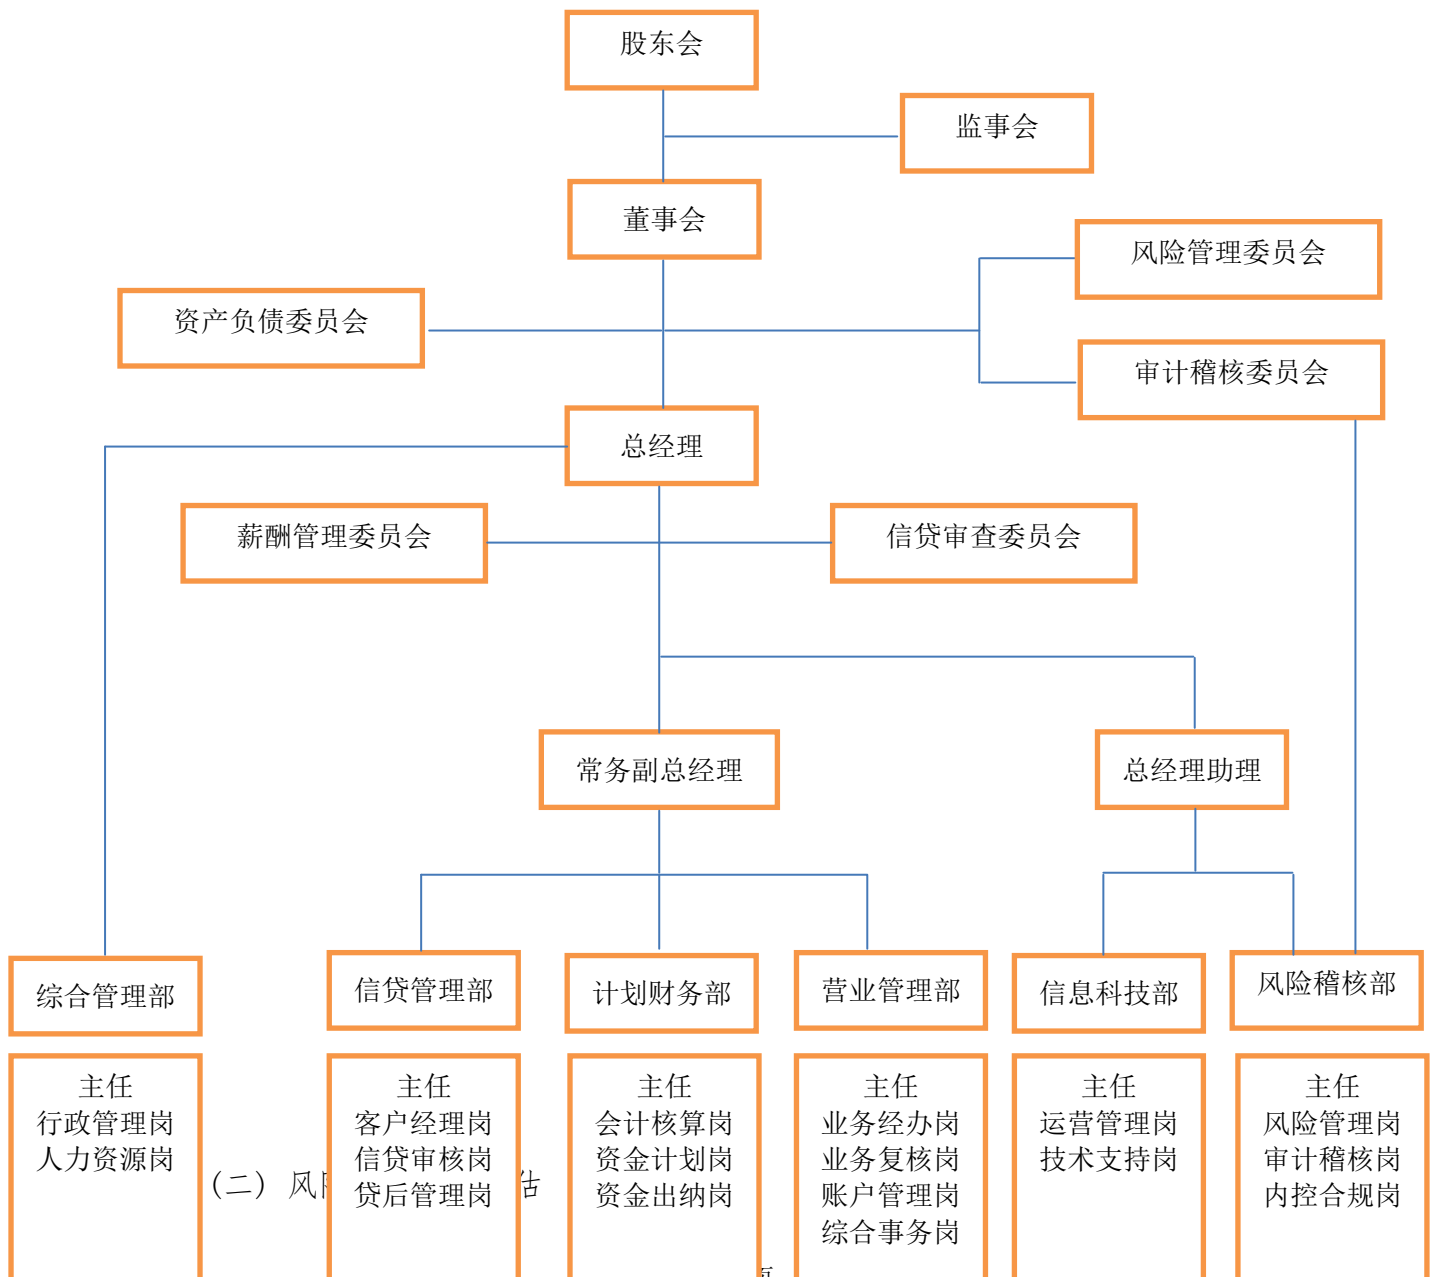 股东会
监事会
董事会
风险管理委员会
资产负债委员会
审计稽核委员会
总经理
薪酬管理委员会
信贷审查委员会
常务副总经理
总经理助理
综合管理部
信贷管理部
计划财务部
营业管理部
信息科技部
风险稽核部
主任
行政管理岗
人力资源岗
主任
客户经理岗
信贷审核岗
贷后管理岗
主任
会计核算岗
资金计划岗
资金出纳岗
主任
业务经办岗
业务复核岗
账户管理岗
综合事务岗
主任
运营管理岗
技术支持岗
主任
风险管理岗
审计稽核岗
内控合规岗
(二) 风 估